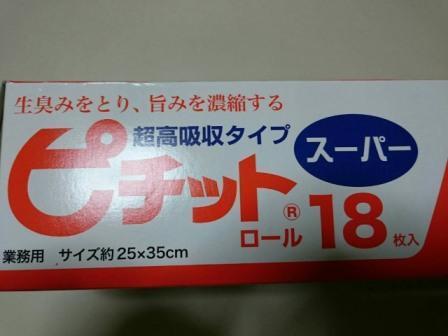 生臭みをとり、旨みを濃縮する
超高吸収タイプ
スーパー
ピチット®
ロール 18枚入
業務用 サイズ約25×35cm